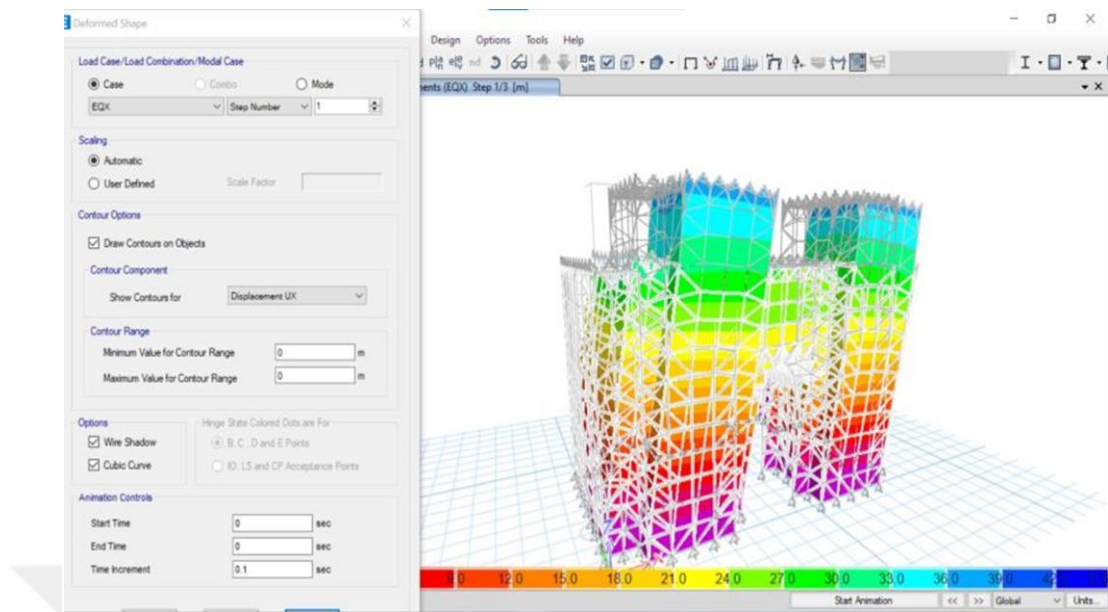 Deformed Shape
Load Case/Load Combination/Modal Case
Case Combo Mode
EQX Step Number 1
Scaling
Automatic
User Defined Scale Factor
Contour Options
Draw Contours on Objects
Contour Component
Show Contours for Displacement UX
Contour Range
Minimum Value for Contour Range 0 m
Maximum Value for Contour Range 0 m
Options
Wire Shadow
Cubic Curve
Hinge State Colored Dots are For
B, C, D and E Points
IO, LS and CP Acceptance Points
Animation Controls
Start Time 0 sec
End Time 0 sec
Time Increment 0.1 sec
Design Options Tools Help
nd
ments (EQX) Step 1/3 [m]
12.0 15.0 18.0 21.0 24.0 27.0 30.0 33.0 36.0 39.0
Start Animation << >> Global Units...